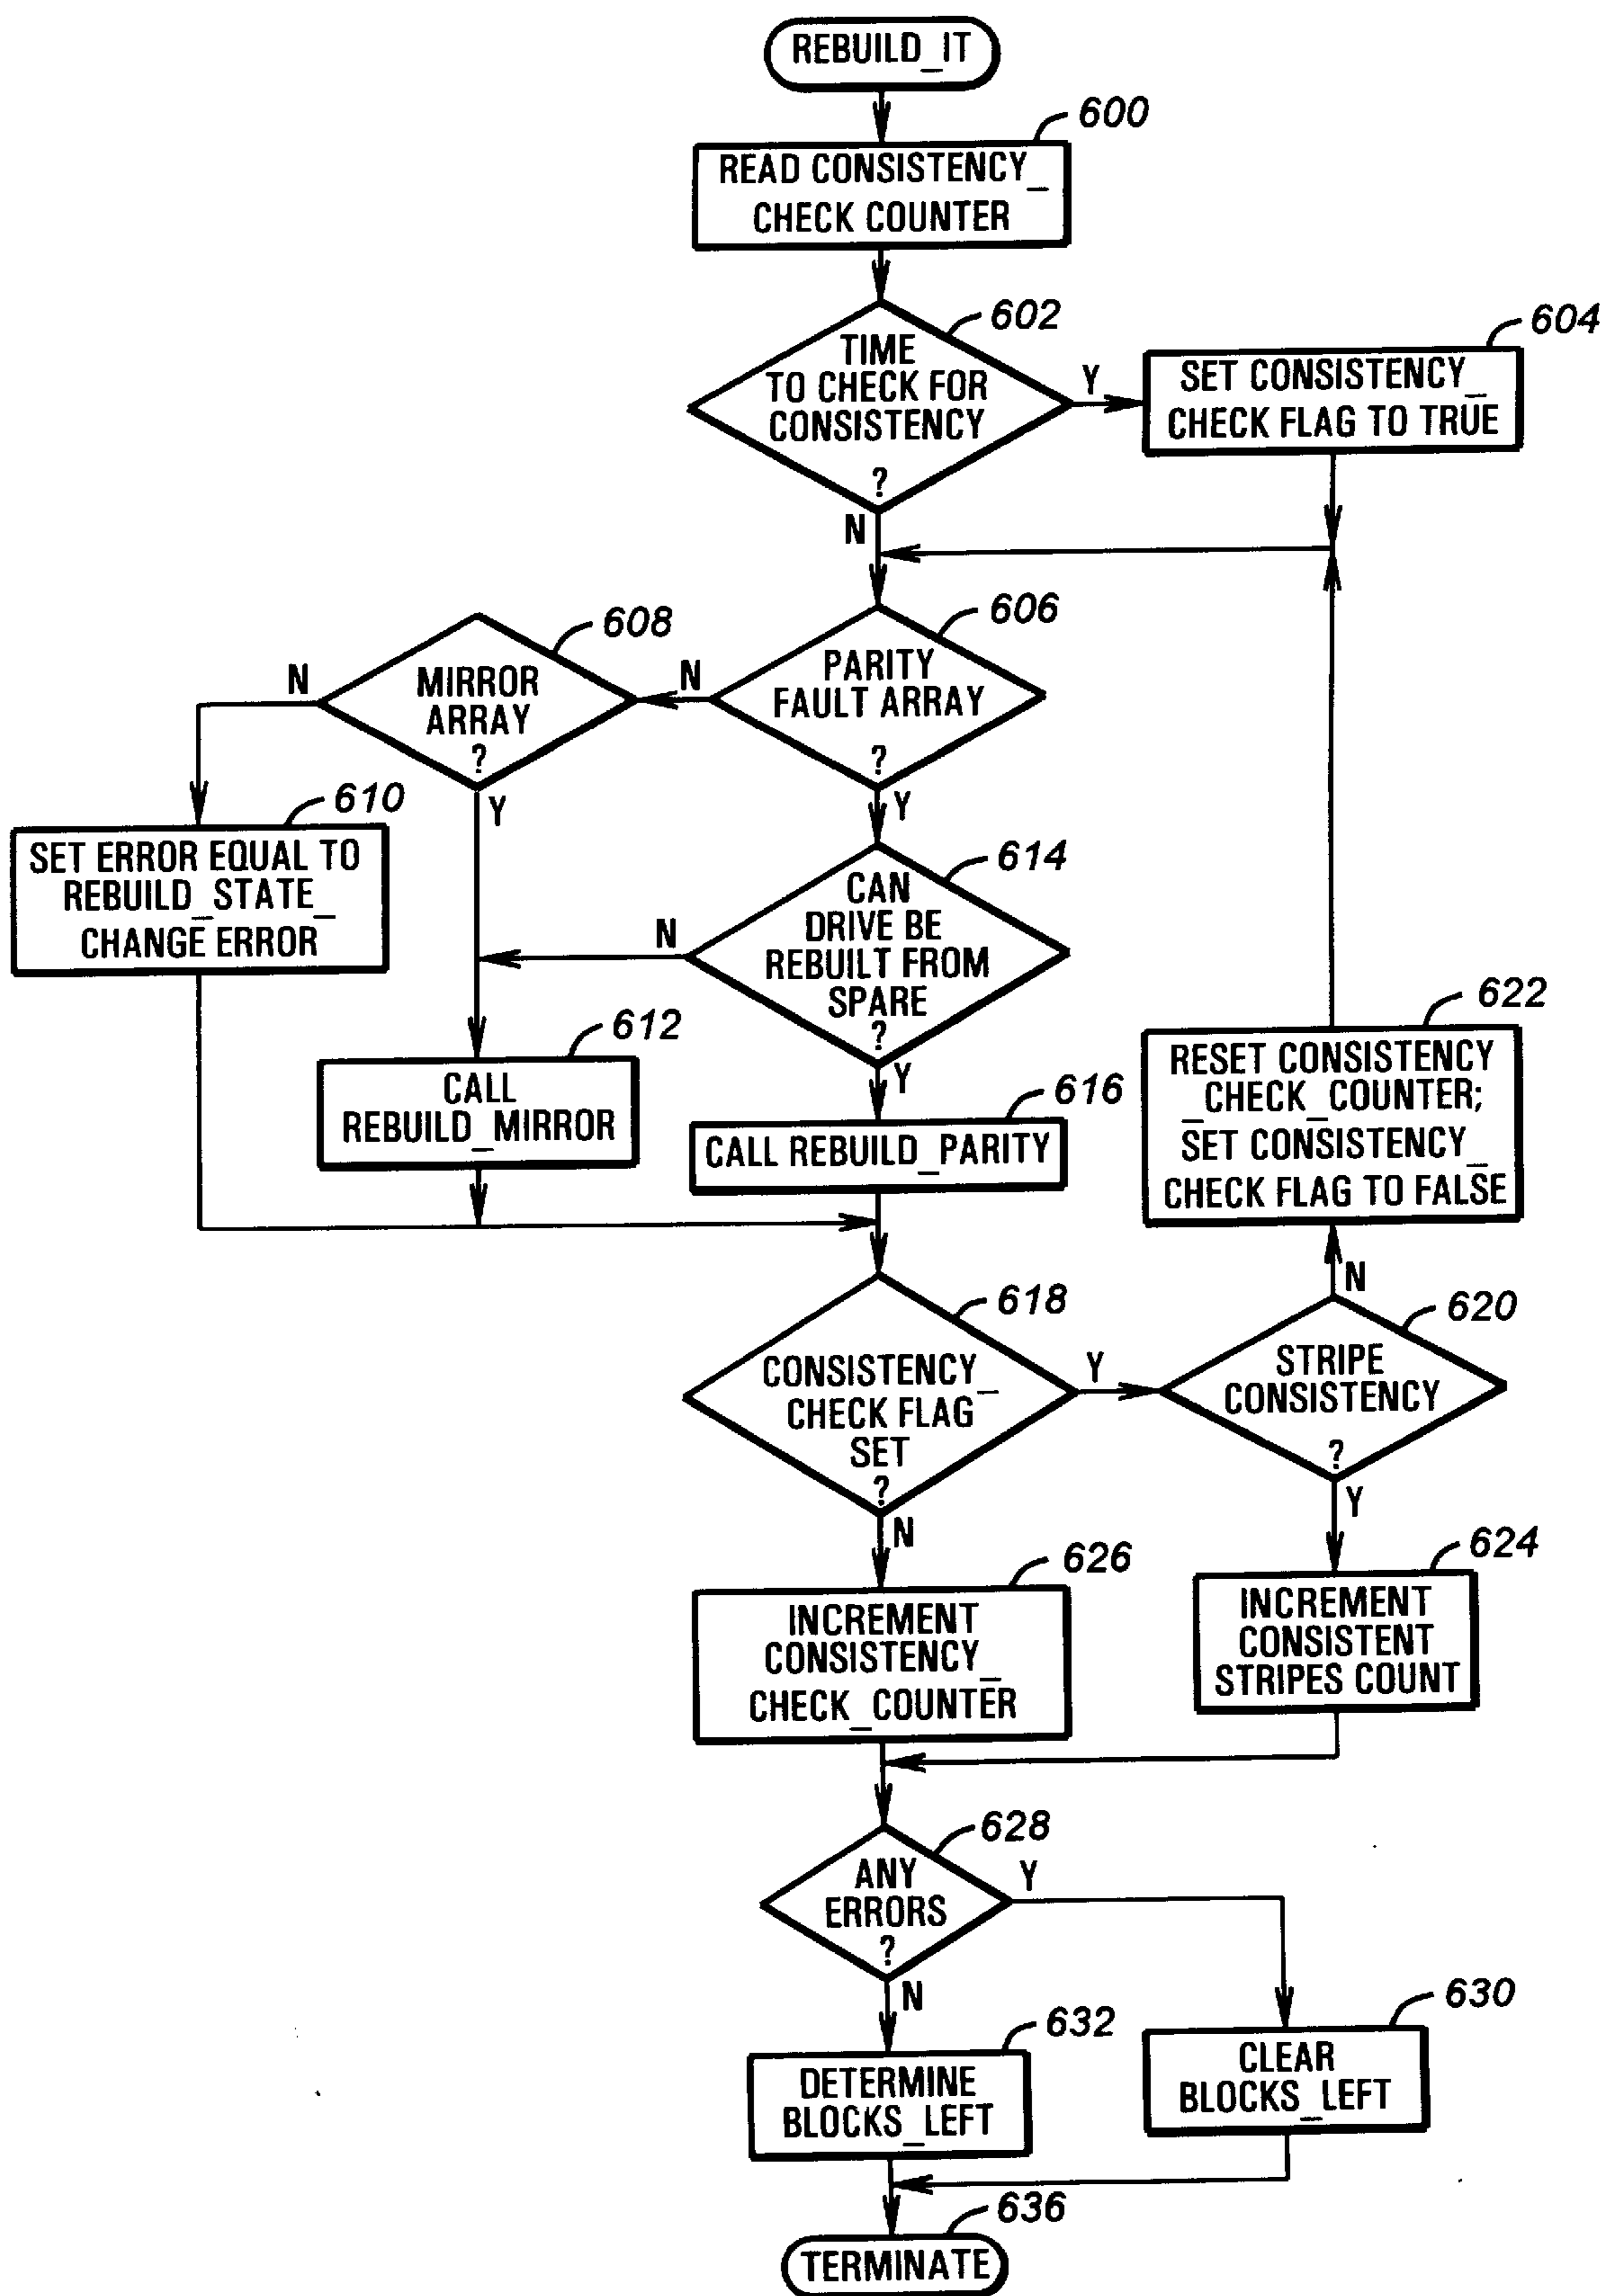 REBUILD_IT
600
READ CONSISTENCY_
CHECK COUNTER
602
TIME
TO CHECK FOR
CONSISTENCY
?
Y
N
604
SET CONSISTENCY_
CHECK FLAG TO TRUE
606
PARITY
FAULT ARRAY
?
N
Y
608
MIRROR
ARRAY
?
N
Y
610
SET ERROR EQUAL TO
REBUILD_STATE_
CHANGE ERROR
614
CAN
DRIVE BE
REBUILT FROM
SPARE
?
N
Y
612
CALL
REBUILD_MIRROR
616
CALL REBUILD_PARITY
622
RESET CONSISTENCY
_CHECK_COUNTER;
SET CONSISTENCY_
CHECK FLAG TO FALSE
618
CONSISTENCY_
CHECK FLAG
SET
?
Y
N
620
STRIPE
CONSISTENCY
?
N
Y
626
INCREMENT
CONSISTENCY_
CHECK_COUNTER
624
INCREMENT
CONSISTENT
STRIPES COUNT
628
ANY
ERRORS
?
Y
N
632
DETERMINE
BLOCKS_LEFT
630
CLEAR
BLOCKS_LEFT
636
TERMINATE